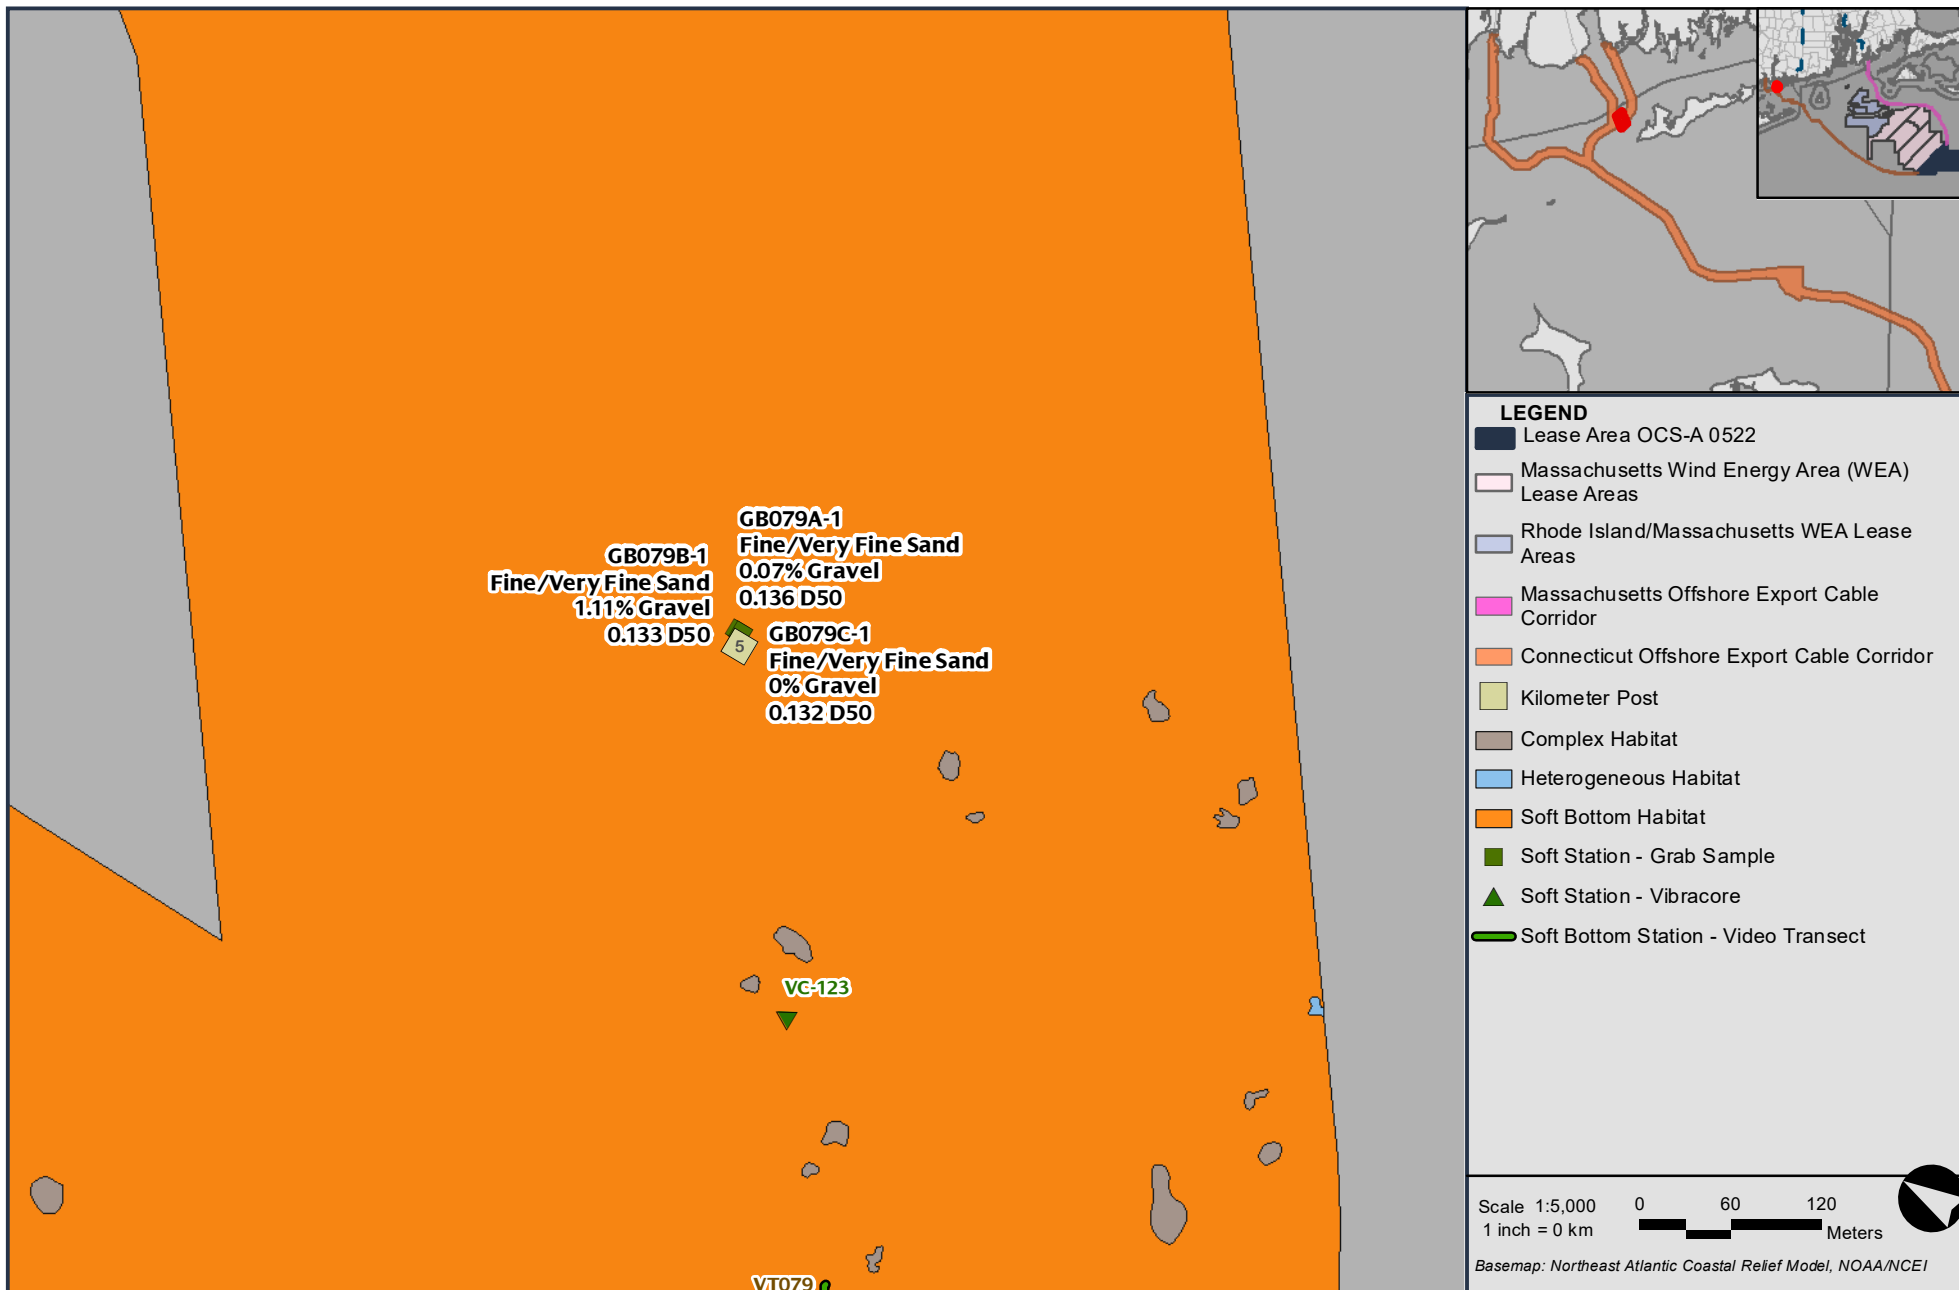 GB079A-1
Fine/Very Fine Sand
0.07% Gravel
0.136 D50
GB079B-1
Fine/Very Fine Sand
1.11% Gravel
0.133 D50
5
GB079C-1
Fine/Very Fine Sand
0% Gravel
0.132 D50
VC-123
VT079
LEGEND
Lease Area OCS-A 0522
Massachusetts Wind Energy Area (WEA)
Lease Areas
Rhode Island/Massachusetts WEA Lease
Areas
Massachusetts Offshore Export Cable
Corridor
Connecticut Offshore Export Cable Corridor
Kilometer Post
Complex Habitat
Heterogeneous Habitat
Soft Bottom Habitat
Soft Station - Grab Sample
Soft Station - Vibracore
Soft Bottom Station - Video Transect
Scale 1:5,000
1 inch = 0 km
0 60 120
Meters
Basemap: Northeast Atlantic Coastal Relief Model, NOAA/NCEI